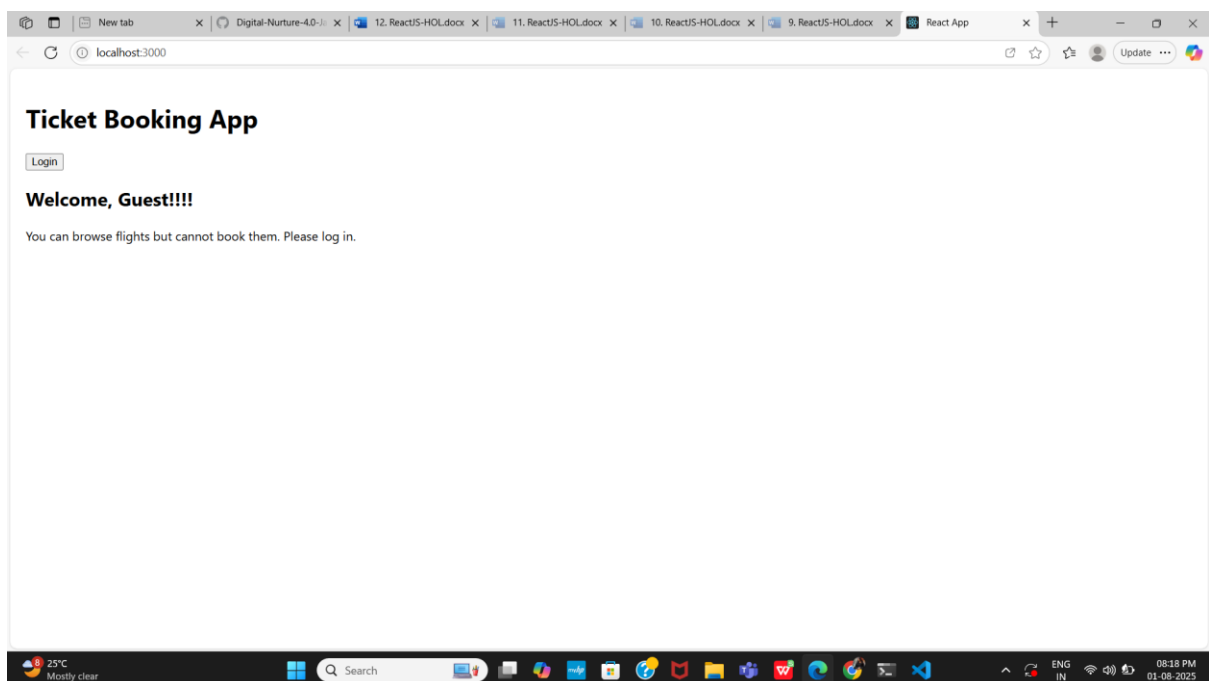 New tab
Digital-Nurture-4.0-Ja
12. ReactJS-HOL.docx
11. ReactJS-HOL.docx
10. ReactJS-HOL.docx
9. ReactJS-HOL.docx
React App
localhost:3000
Update
Ticket Booking App
Login
Welcome, Guest!!!!
You can browse flights but cannot book them. Please log in.
8
25°C
Mostly clear
Search
ENG
IN
08:18 PM
01-08-2025